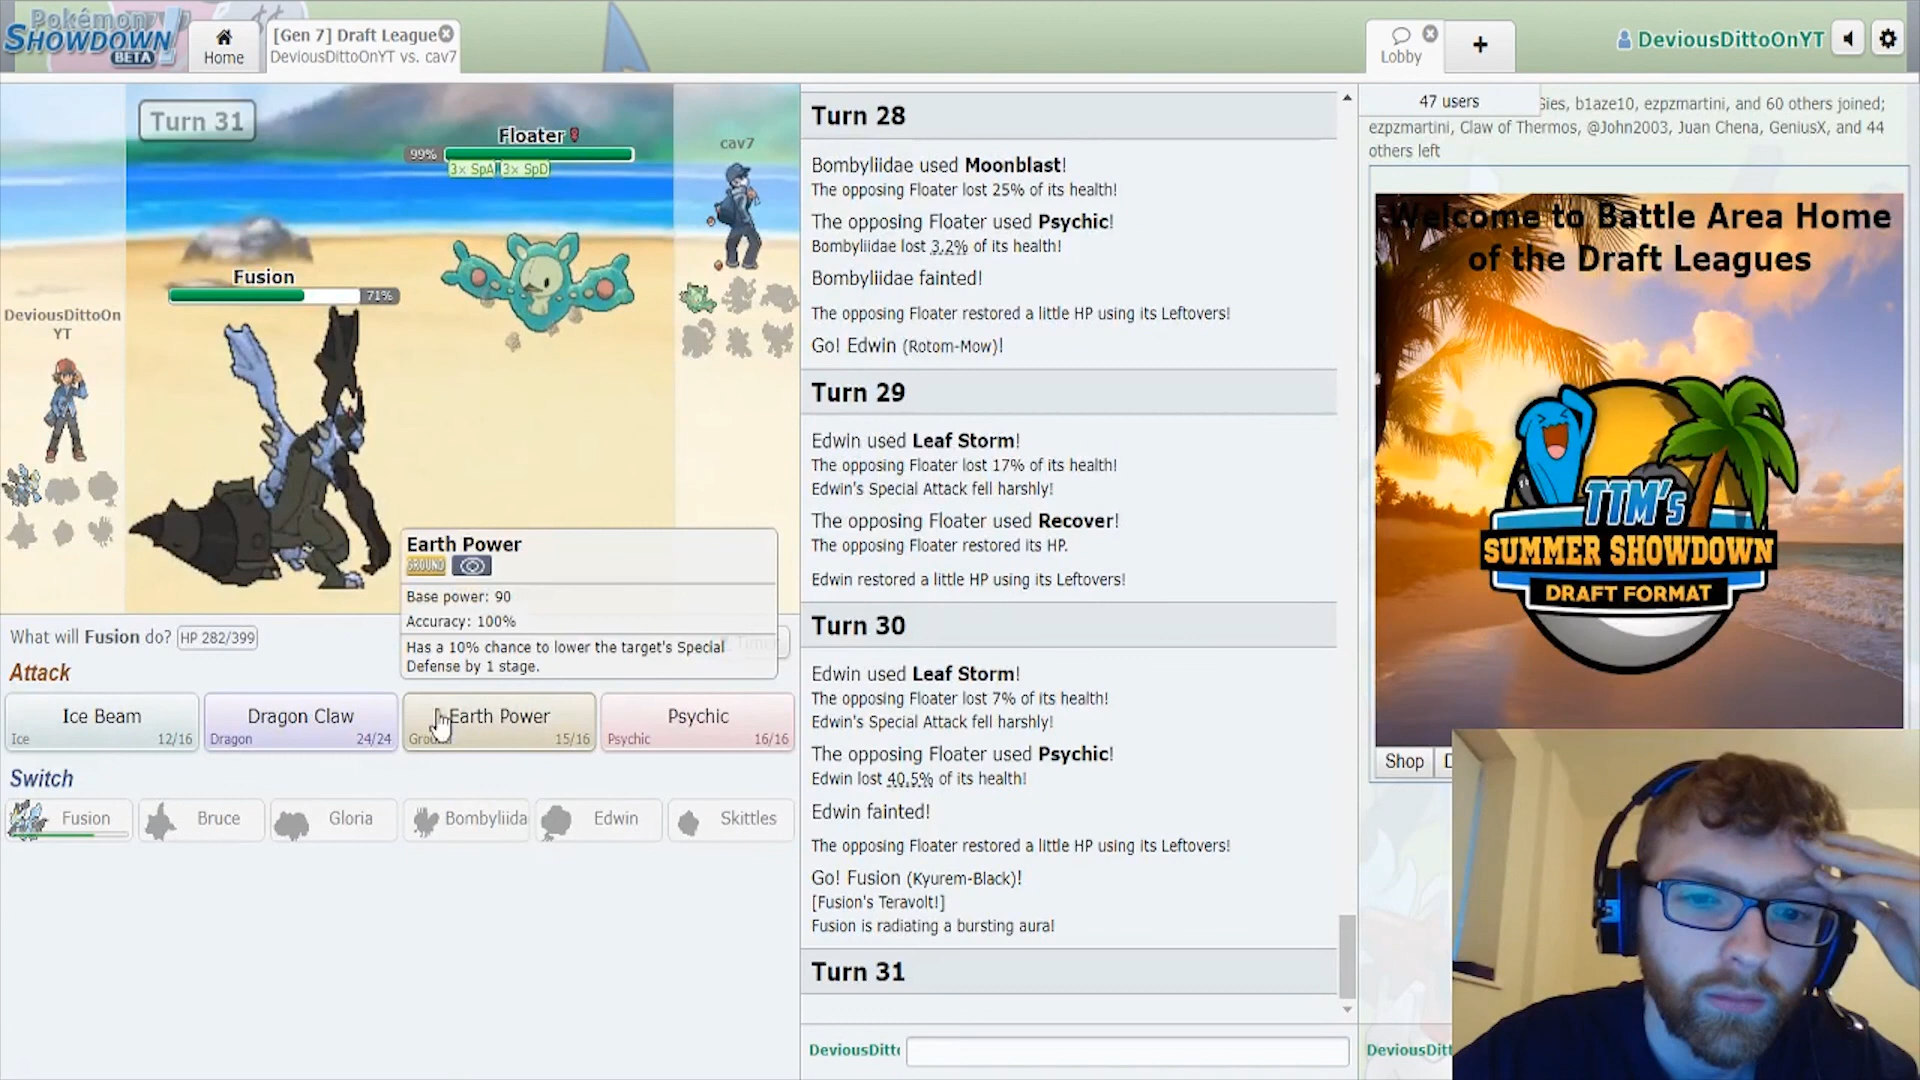 Pokémon
SHOWDOWN!
BETA
Home
[Gen 7] Draft League
DeviousDittoOnYT vs. cav7
Lobby
+
DeviousDittoOnYT
Turn 31
Floater
99%
3× SpA 3× SpD
cav7
Fusion
71%
DeviousDittoOn
YT
Earth Power
GROUND
Base power: 90
Accuracy: 100%
Has a 10% chance to lower the target's Special
Defense by 1 stage.
What will Fusion do? HP 282/399
Attack
Ice Beam
Ice 12/16
Dragon Claw
Dragon 24/24
Earth Power
15/16
Psychic
Psychic 16/16
Switch
Fusion
Bruce
Gloria
Bombyliida
Edwin
Skittles
Turn 28
Bombyliidae used Moonblast!
The opposing Floater lost 25% of its health!
The opposing Floater used Psychic!
Bombyliidae lost 3.2% of its health!
Bombyliidae fainted!
The opposing Floater restored a little HP using its Leftovers!
Go! Edwin (Rotom-Mow)!
Turn 29
Edwin used Leaf Storm!
The opposing Floater lost 17% of its health!
Edwin's Special Attack fell harshly!
The opposing Floater used Recover!
The opposing Floater restored its HP.
Edwin restored a little HP using its Leftovers!
Turn 30
Edwin used Leaf Storm!
The opposing Floater lost 7% of its health!
Edwin's Special Attack fell harshly!
The opposing Floater used Psychic!
Edwin lost 40.5% of its health!
Edwin fainted!
The opposing Floater restored a little HP using its Leftovers!
Go! Fusion (Kyurem-Black)!
[Fusion's Teravolt!]
Fusion is radiating a bursting aura!
Turn 31
DeviousDitt
47 users
Gies, b1aze10, ezpzmartini, and 60 others joined;
ezpzmartini, Claw of Thermos, @John2003, Juan Chena, GeniusX, and 44
others left
Welcome to Battle Area Home
of the Draft Leagues
TTM's
SUMMER SHOWDOWN
DRAFT FORMAT
Shop
DeviousDitt